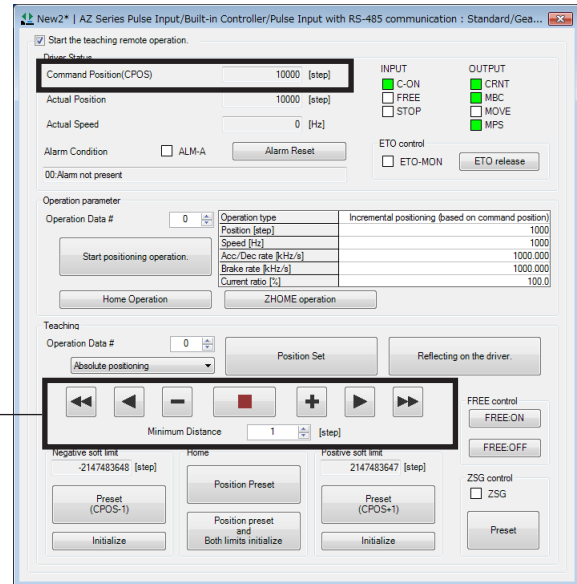 New2* | AZ Series Pulse Input/Built-in Controller/Pulse Input with RS-485 communication : Standard/Gea...
Start the teaching remote operation.
Driver Status
Command Position(CPOS) 10000 [step]
Actual Position 10000 [step]
Actual Speed 0 [Hz]
Alarm Condition ALM-A Alarm Reset
00:Alarm not present
INPUT OUTPUT
C-ON CRNT
FREE MBC
STOP MOVE
MPS
ETO control
ETO-MON ETO release
Operation parameter
Operation Data # 0
Start positioning operation.
Operation type Incremental positioning (based on command position)
Position [step] 1000
Speed [Hz] 1000
Acc/Dec rate [kHz/s] 1000.000
Brake rate [kHz/s] 1000.000
Current ratio [%] 100.0
Home Operation ZHOME operation
Teaching
Operation Data # 0
Absolute positioning
Position Set Reflecting on the driver.
Minimum Distance 1 [step]
FREE control
FREE:ON
FREE:OFF
Negative soft limit Home Positive soft limit
-2147483648 [step] 2147483647 [step]
Preset
(CPOS-1)
Initialize
Position Preset
Position preset
and
Both limits initialize
Preset
(CPOS+1)
Initialize
ZSG control
ZSG
Preset